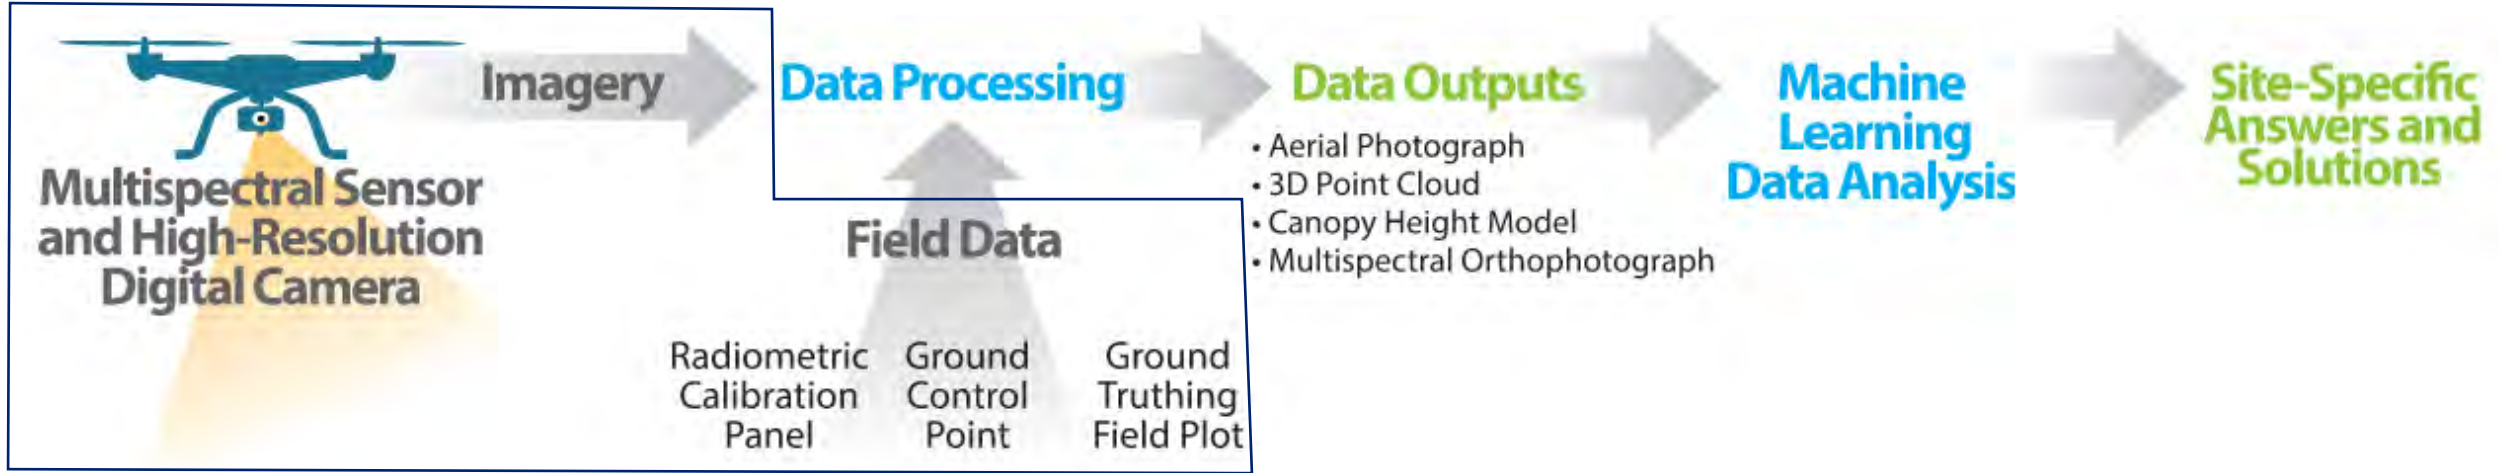 Multispectral Sensor
and High-Resolution
Digital Camera
Imagery
Data Processing
Field Data
Radiometric
Calibration
Panel
Ground
Control
Point
Ground
Truthing
Field Plot
Data Outputs
• Aerial Photograph
• 3D Point Cloud
• Canopy Height Model
• Multispectral Orthophotograph
Machine
Learning
Data Analysis
Site-Specific
Answers and
Solutions